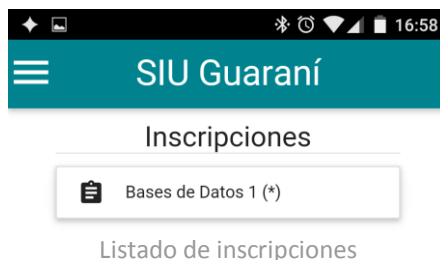 16:58
SIU Guaraní
Inscripciones
Bases de Datos 1 (*)
Listado de inscripciones